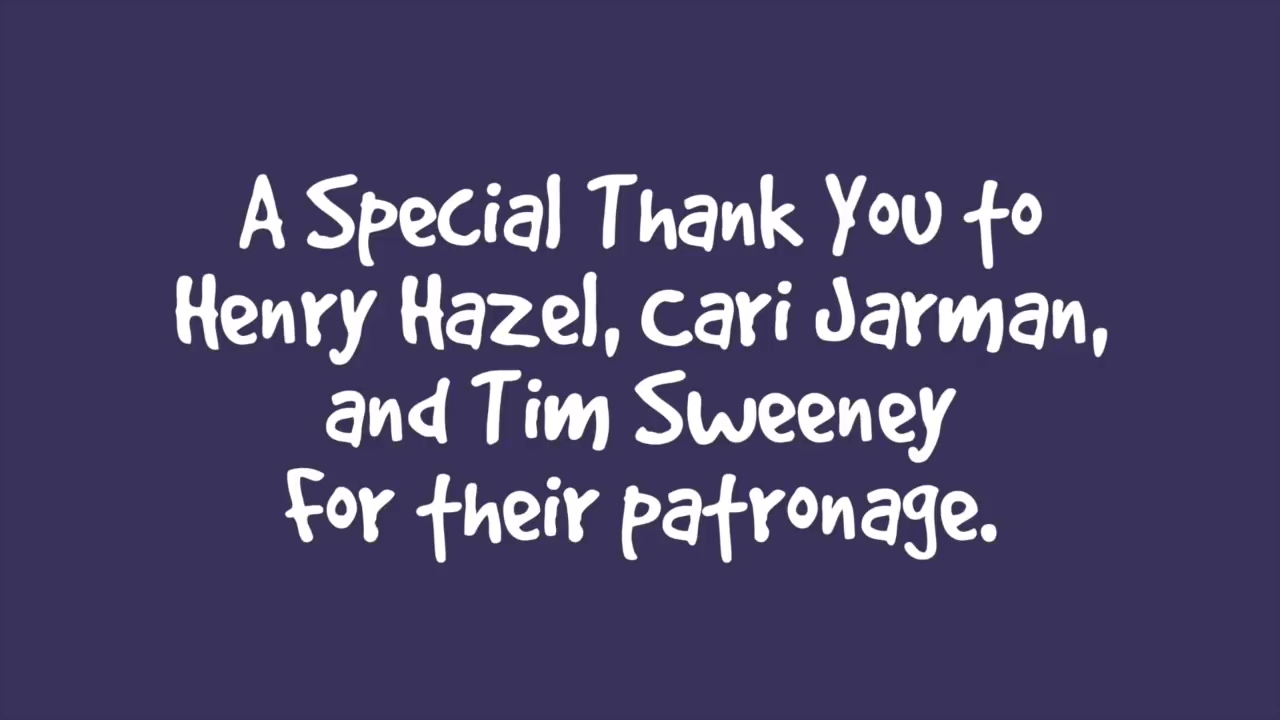 A Special Thank You to
Henry Hazel, Cari Jarman,
and Tim Sweeney
For their patronage.